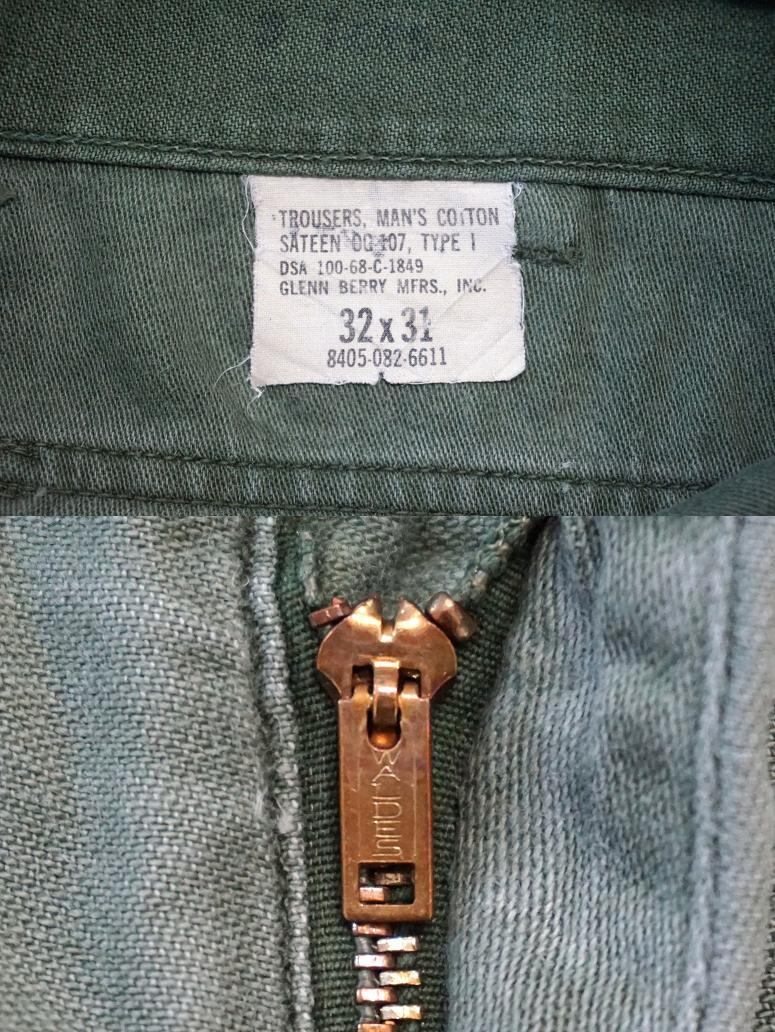 TROUSERS, MAN'S COTTON
SATEEN OG-107, TYPE I
DSA 100-68-C-1849
GLENN BERRY MFRS., INC.
32 x 31
8405-082-6611
WALDES